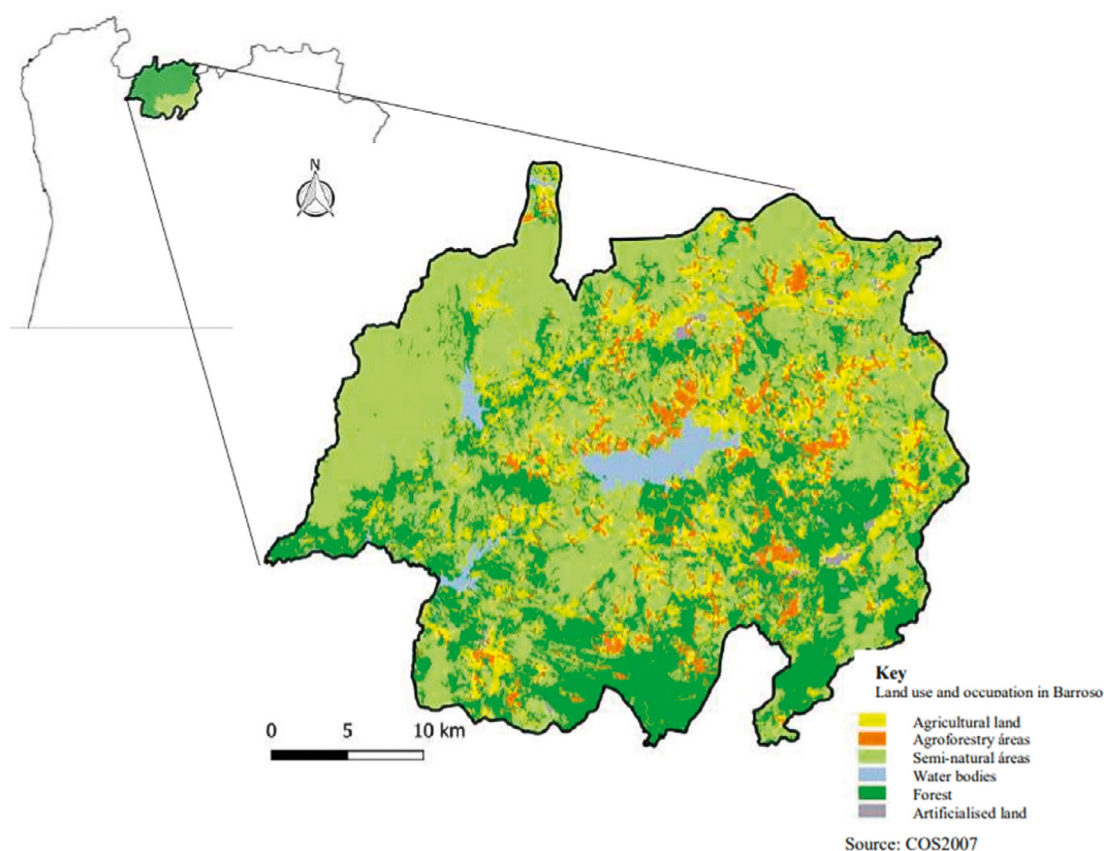 N
0 5 10 km
Key
Land use and occupation in Barroso
Agricultural land
Agroforestry áreas
Semi-natural áreas
Water bodies
Forest
Artificialised land
Source: COS2007